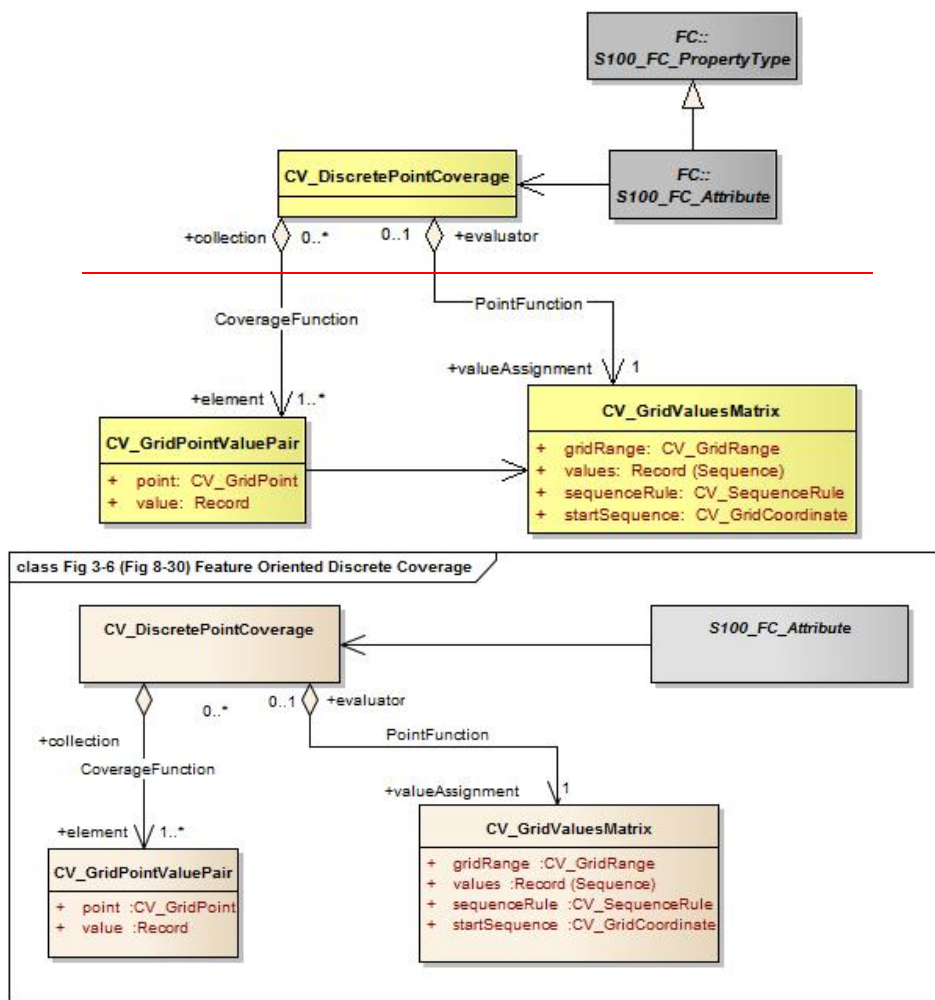 FC::
S100_FC_PropertyType
CV_DiscretePointCoverage
FC::
S100_FC_Attribute
+collection 0..* 0..1 +evaluator
PointFunction
CoverageFunction
+valueAssignment 1
+element 1..*
CV_GridValuesMatrix
+ gridRange: CV_GridRange
+ values: Record (Sequence)
+ sequenceRule: CV_SequenceRule
+ startSequence: CV_GridCoordinate
CV_GridPointValuePair
+ point: CV_GridPoint
+ value: Record
class Fig 3-6 (Fig 8-30) Feature Oriented Discrete Coverage
CV_DiscretePointCoverage
S100_FC_Attribute
0..* 0..1 +evaluator
+collection
PointFunction
CoverageFunction
+valueAssignment 1
+element 1..*
CV_GridValuesMatrix
+ gridRange :CV_GridRange
+ values :Record (Sequence)
+ sequenceRule :CV_SequenceRule
+ startSequence :CV_GridCoordinate
CV_GridPointValuePair
+ point :CV_GridPoint
+ value :Record